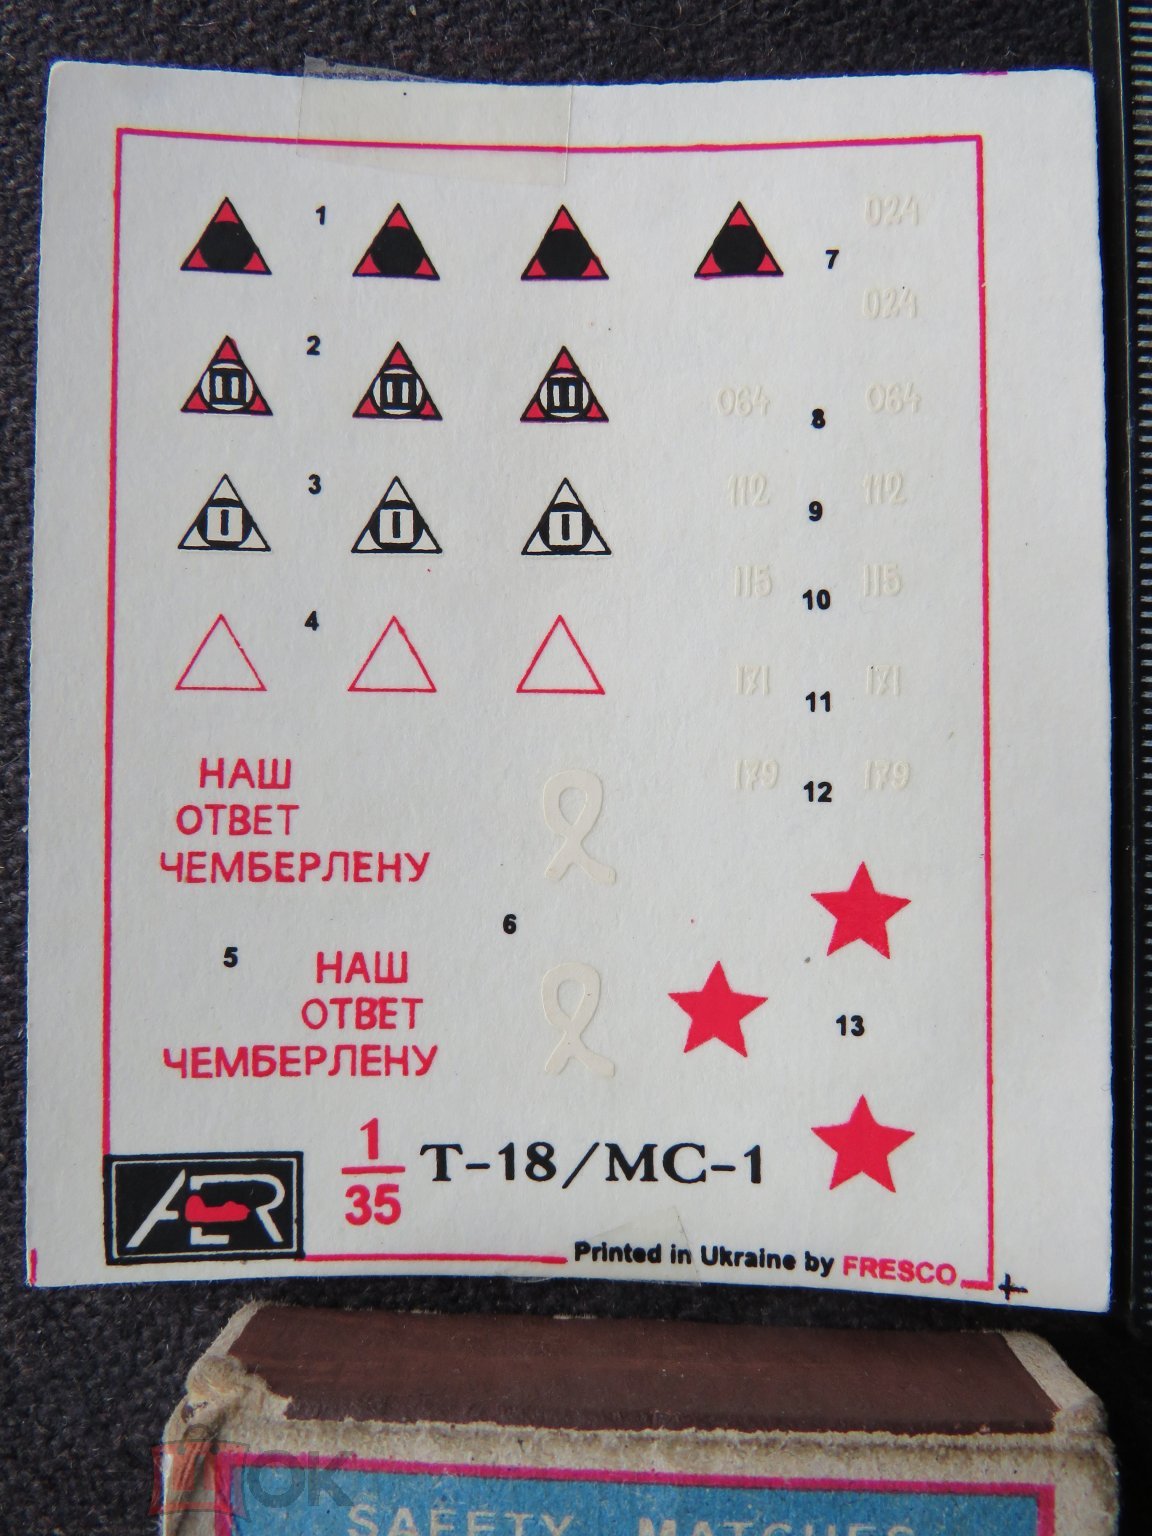 1
024
7
024
2
064
8
064
3
112
9
112
115
10
115
4
171
11
171
179
12
179
НАШ
ОТВЕТ
ЧЕМБЕРЛЕНУ
6
5
НАШ
ОТВЕТ
ЧЕМБЕРЛЕНУ
13
1
35
Т-18/МС-1
AER
Printed in Ukraine by FRESCO
SAFETY MATCHES